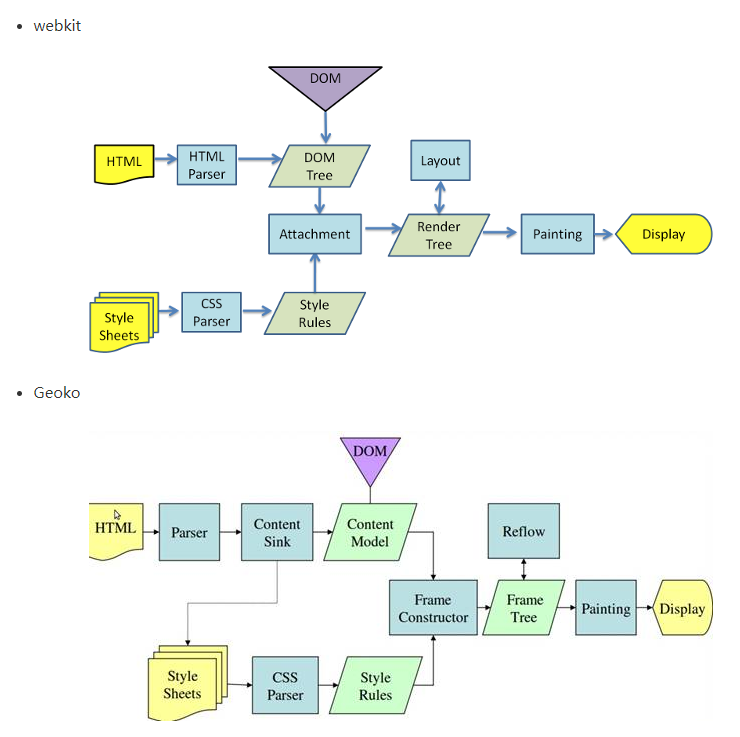 webkit
DOM
HTML
HTML
Parser
DOM
Tree
Layout
Attachment
Render
Tree
Painting
Display
Style
Sheets
CSS
Parser
Style
Rules
Geoko
DOM
HTML
Parser
Content
Sink
Content
Model
Reflow
Frame
Constructor
Frame
Tree
Painting
Display
Style
Sheets
CSS
Parser
Style
Rules